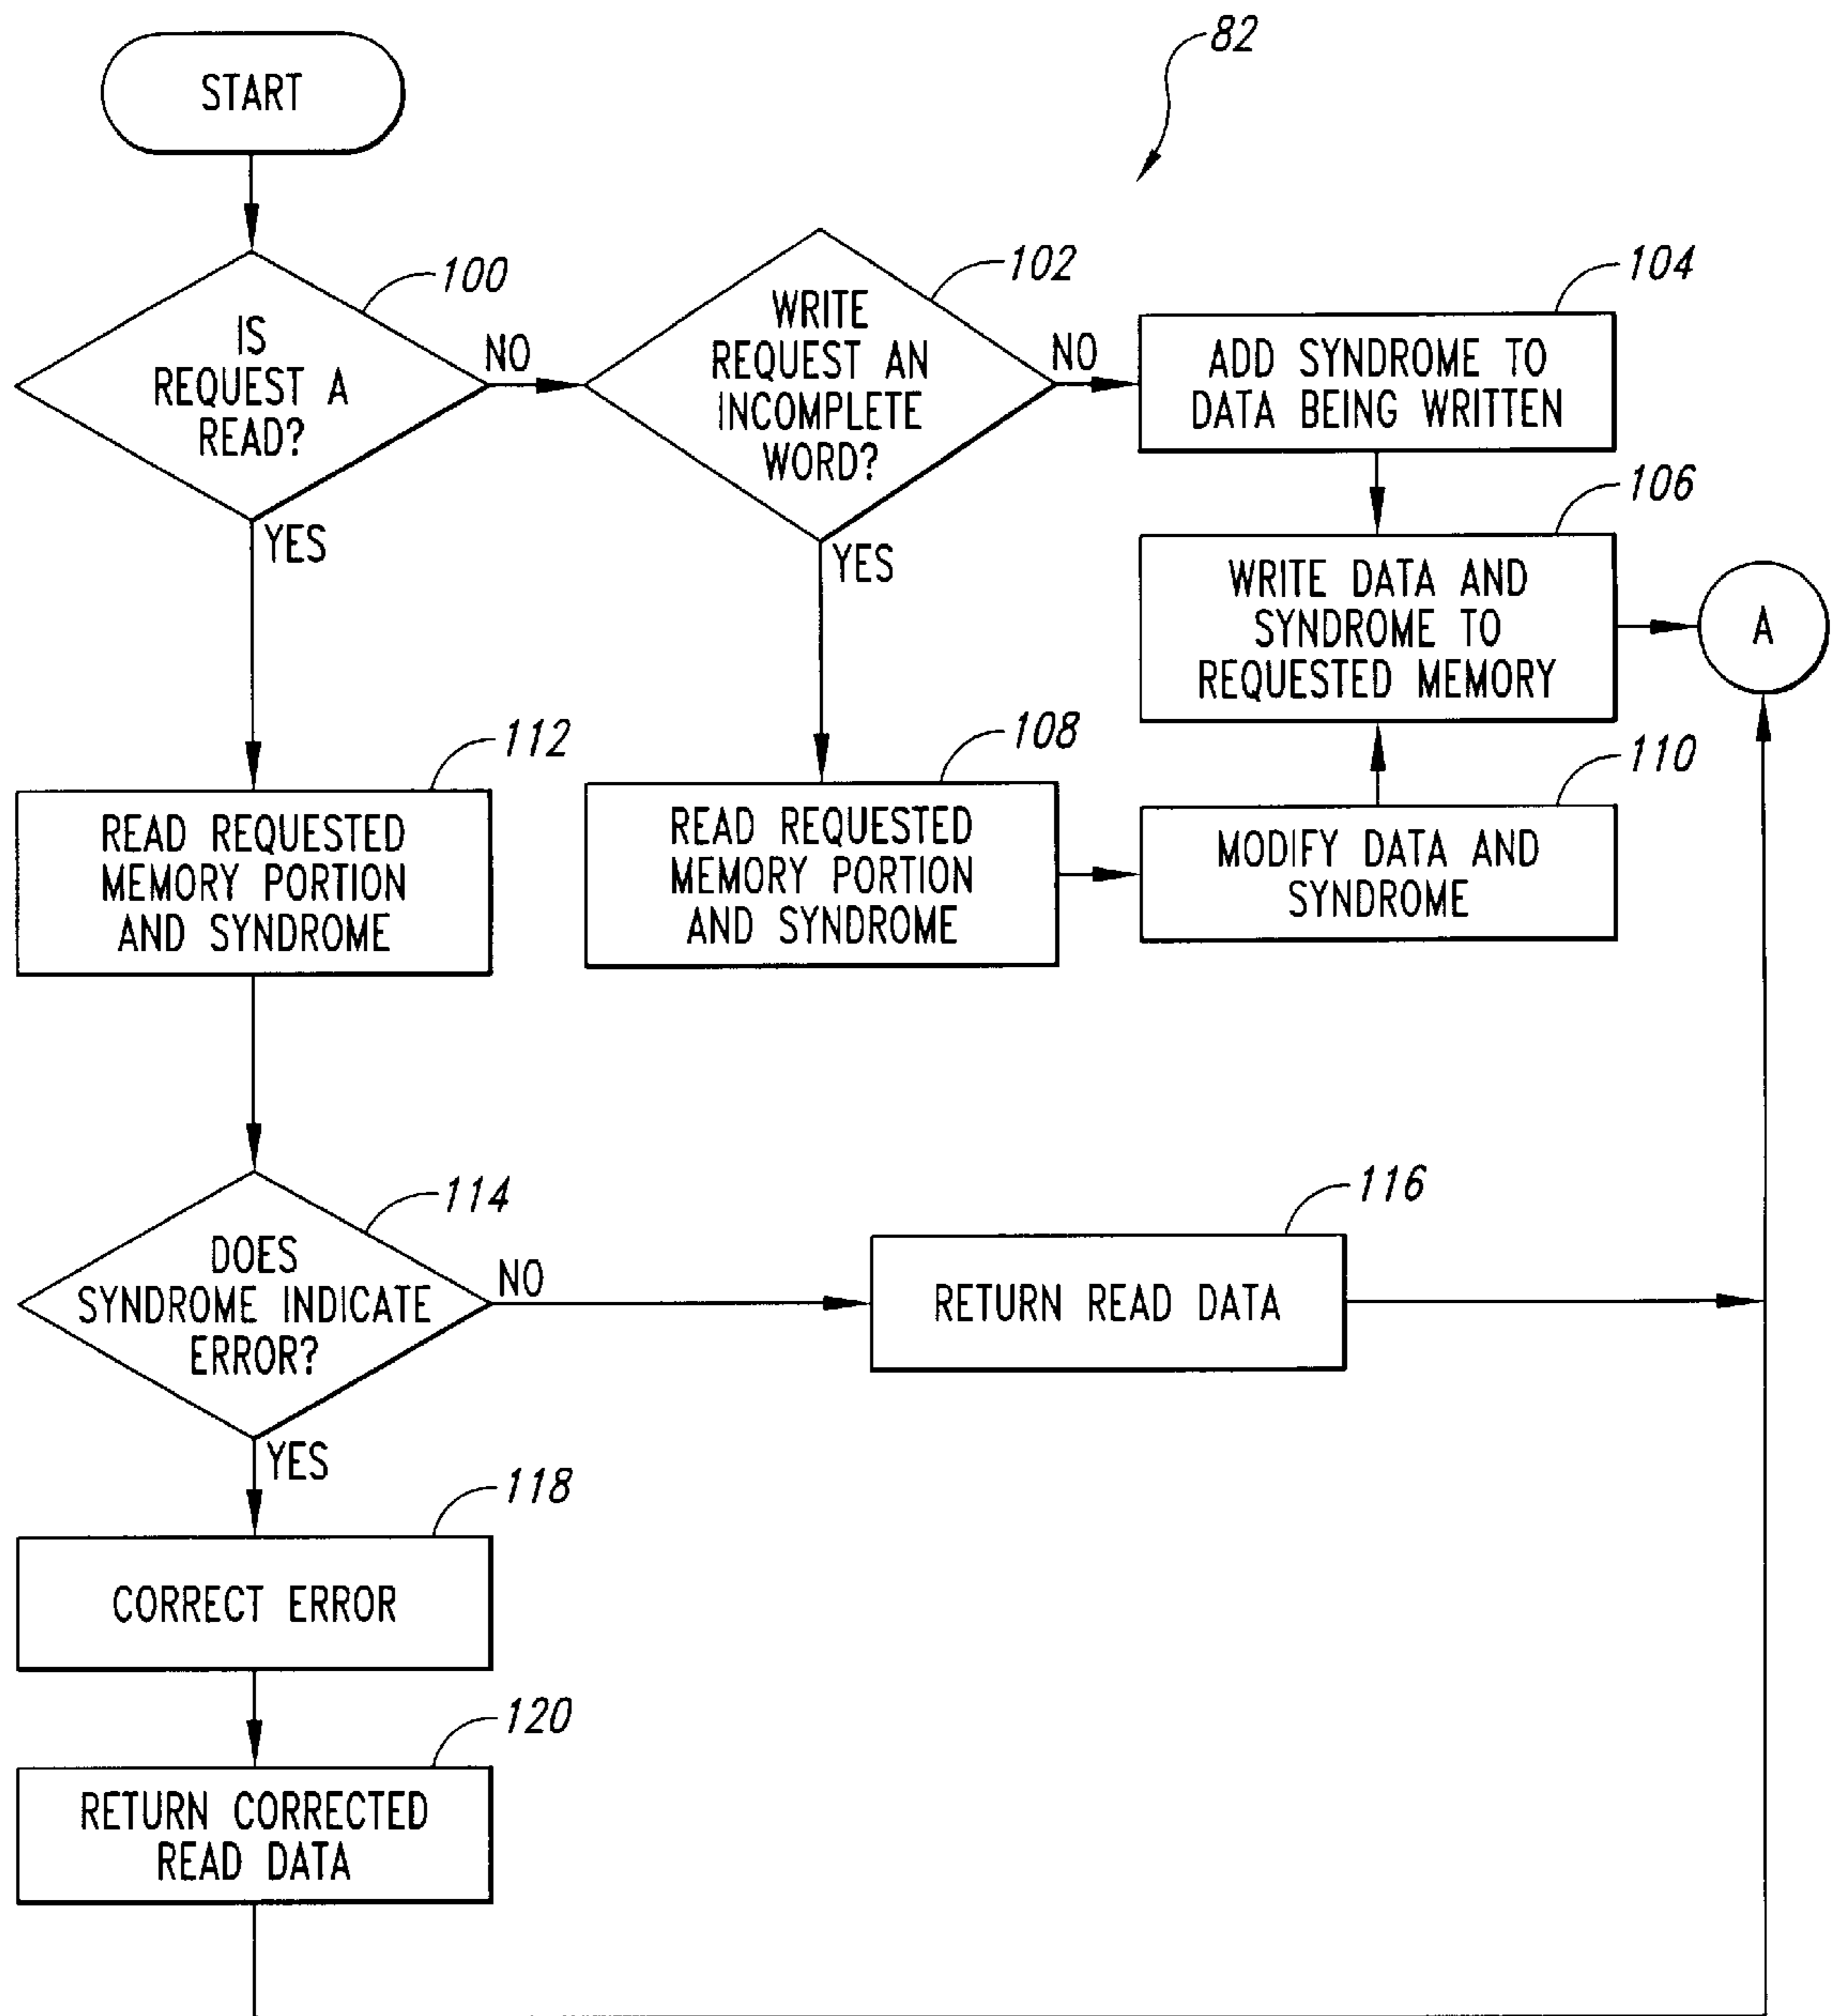 82
START
100
IS
REQUEST A
READ?
NO
YES
102
WRITE
REQUEST AN
INCOMPLETE
WORD?
NO
YES
104
ADD SYNDROME TO
DATA BEING WRITTEN
106
WRITE DATA AND
SYNDROME TO
REQUESTED MEMORY
A
112
READ REQUESTED
MEMORY PORTION
AND SYNDROME
108
READ REQUESTED
MEMORY PORTION
AND SYNDROME
110
MODIFY DATA AND
SYNDROME
114
DOES
SYNDROME INDICATE
ERROR?
NO
YES
116
RETURN READ DATA
118
CORRECT ERROR
120
RETURN CORRECTED
READ DATA